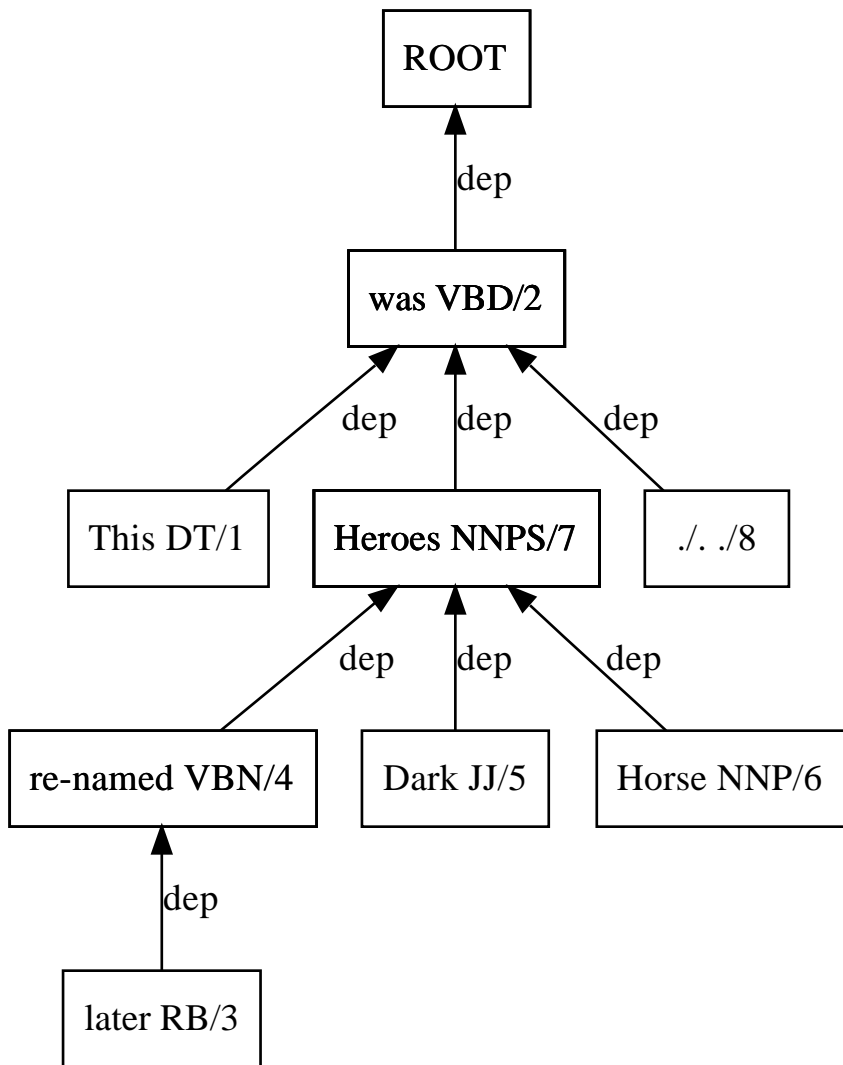 ROOT
dep
was VBD/2
dep dep dep
This DT/1 Heroes NNPS/7 ./. ./8
dep dep dep
re-named VBN/4 Dark JJ/5 Horse NNP/6
dep
later RB/3